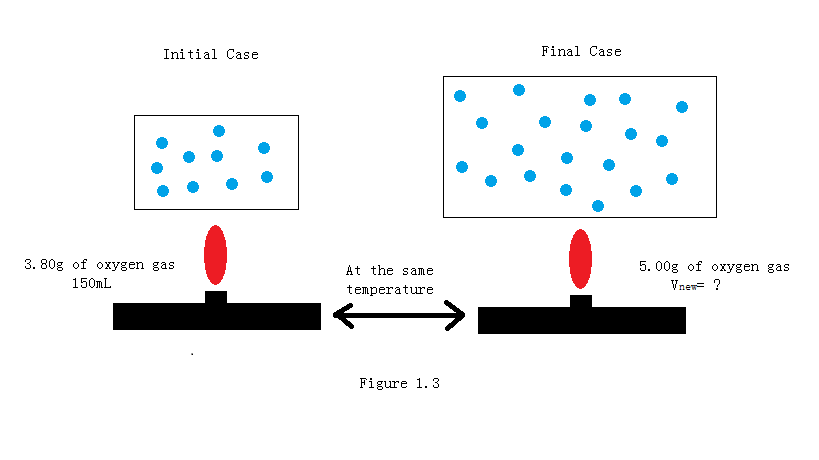 Initial Case
Final Case
3.80g of oxygen gas
150mL
At the same
temperature
5.00g of oxygen gas
Vnew= ?
Figure 1.3